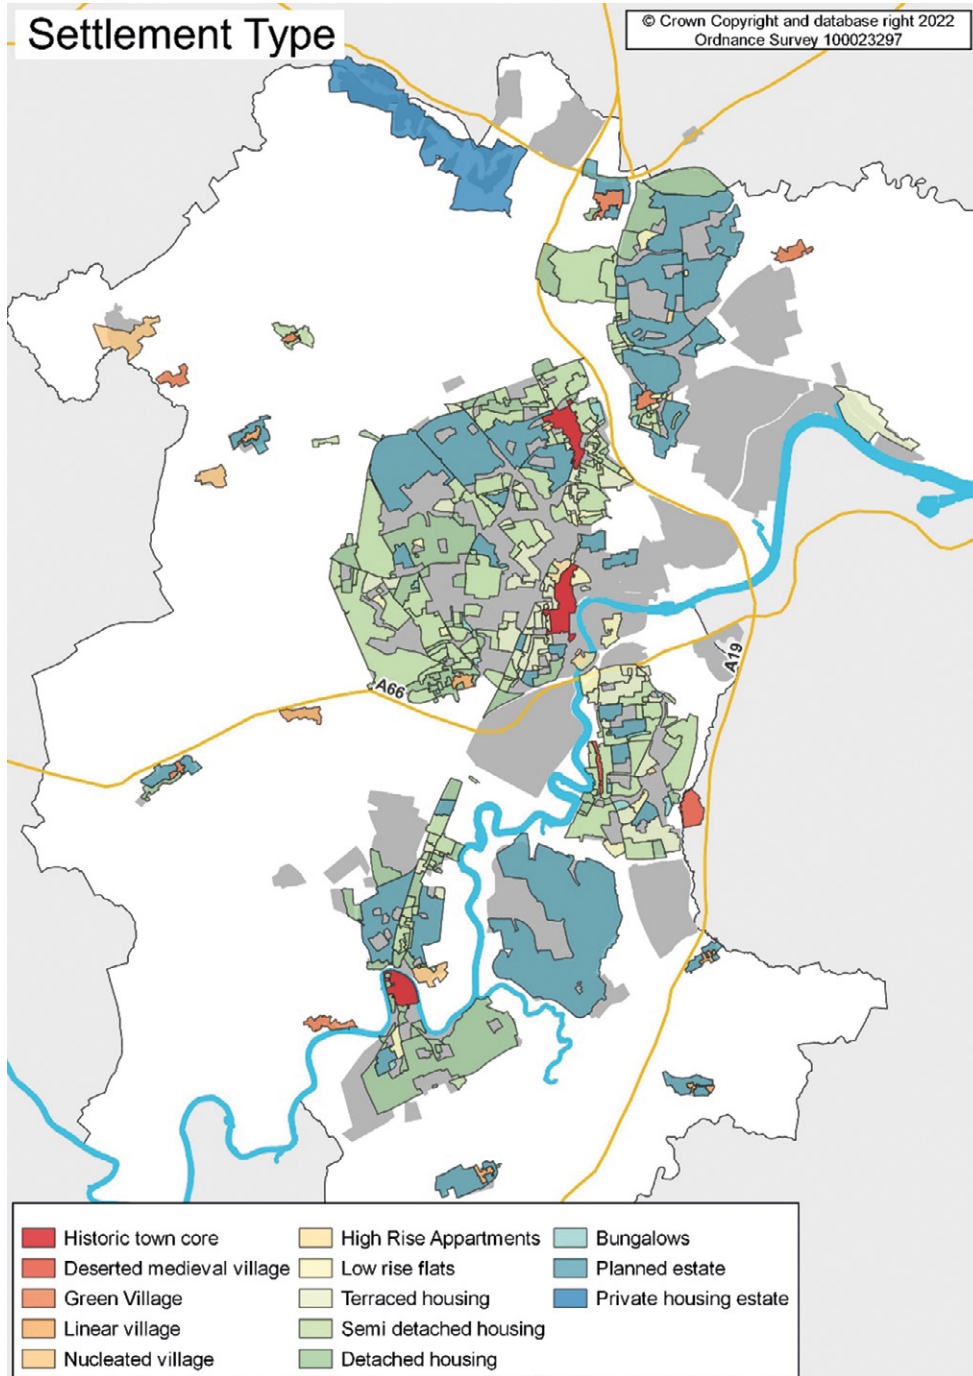 Settlement Type
© Crown Copyright and database right 2022
Ordnance Survey 100023297
A19
A66
Historic town core
Deserted medieval village
Green Village
Linear village
Nucleated village
High Rise Appartments
Low rise flats
Terraced housing
Semi detached housing
Detached housing
Bungalows
Planned estate
Private housing estate